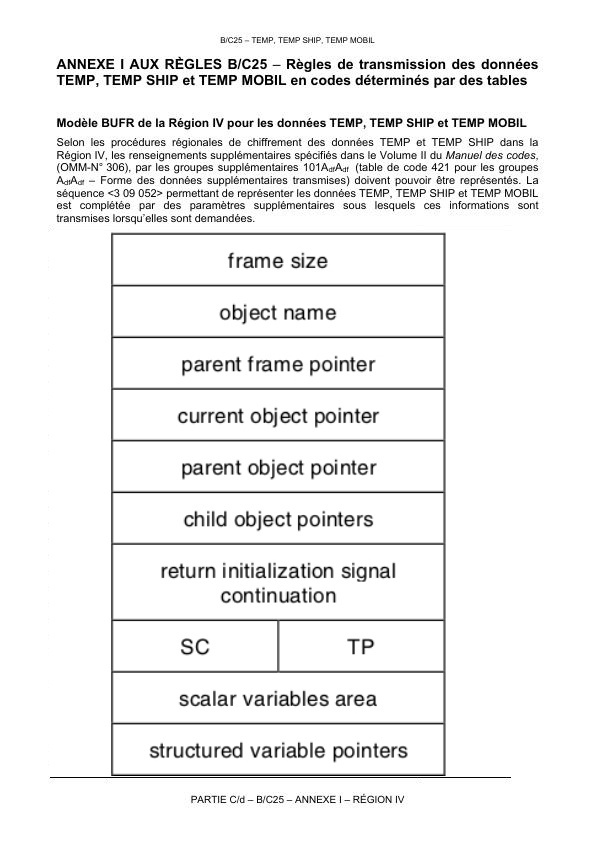 B/C25 – TEMP, TEMP SHIP, TEMP MOBIL
ANNEXE I AUX RÈGLES B/C25 – Règles de transmission des données
TEMP, TEMP SHIP et TEMP MOBIL en codes déterminés par des tables
Modèle BUFR de la Région IV pour les données TEMP, TEMP SHIP et TEMP MOBIL
Selon les procédures régionales de chiffrement des données TEMP et TEMP SHIP dans la
Région IV, les renseignements supplémentaires spécifiés dans le Volume II du Manuel des codes,
(OMM-N° 306), par les groupes supplémentaires 101AdfAdf (table de code 421 pour les groupes
AdfAdf – Forme des données supplémentaires transmises) doivent pouvoir être représentés. La
séquence <3 09 052> permettant de représenter les données TEMP, TEMP SHIP et TEMP MOBIL
est complétée par des paramètres supplémentaires sous lesquels ces informations sont
transmises lorsqu'elles sont demandées.
frame size
object name
parent frame pointer
current object pointer
parent object pointer
child object pointers
return initialization signal
continuation
SC TP
scalar variables area
structured variable pointers
PARTIE C/d – B/C25 – ANNEXE I – RÉGION IV